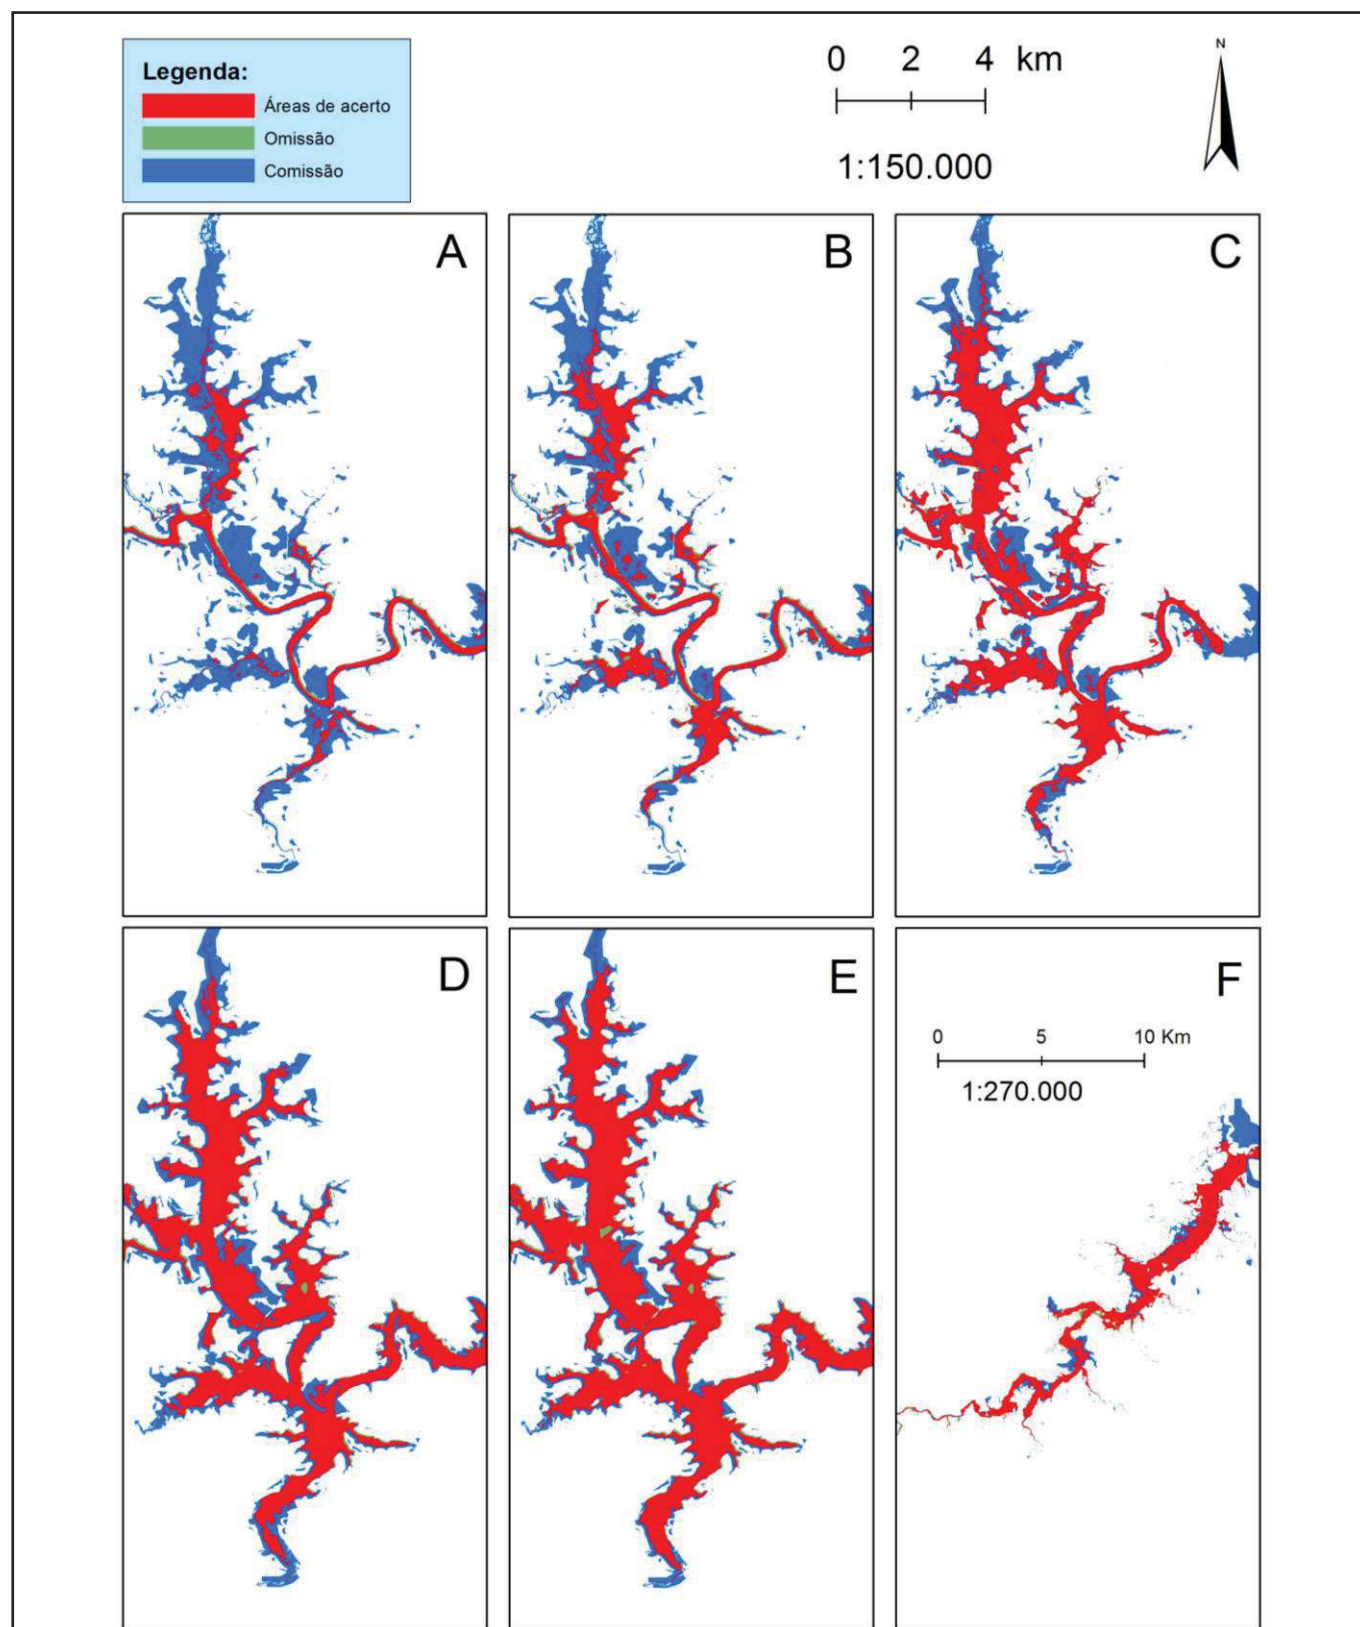 Legenda:
Áreas de acerto
Omissão
Comissão
0 2 4 km
1:150.000
N
A
B
C
D
E
F
0 5 10 Km
1:270.000